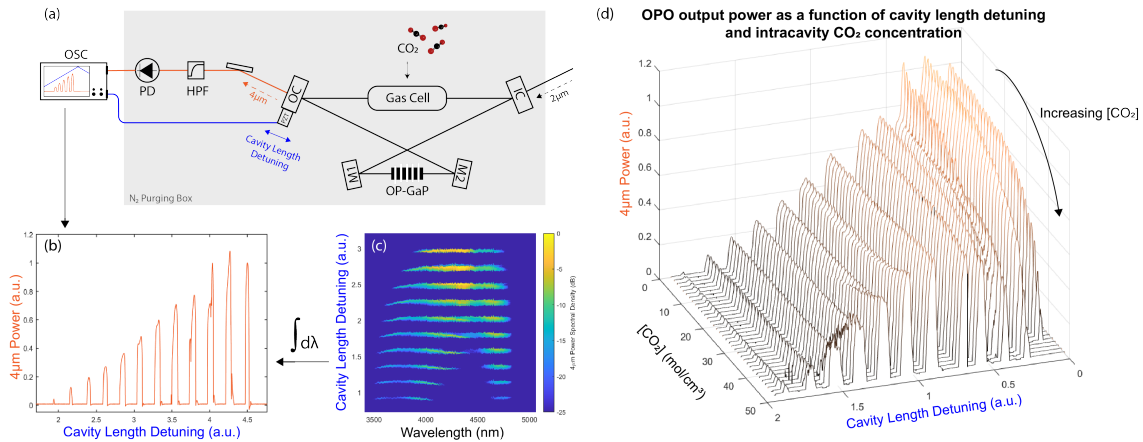 (a)
OSC
PD
HPF
4μm
OC
PZA
Cavity Length
Detuning
CO₂
Gas Cell
IC
2μm
M1
M2
OP-GaP
N₂ Purging Box
(b)
4μm Power (a.u.)
1.2
1
0.8
0.6
0.4
0.2
0
2
2.5
3
3.5
4
4.5
Cavity Length Detuning (a.u.)
∫dλ
(c)
Cavity Length Detuning (a.u.)
3
2.5
2
1.5
1
3500
4000
4500
5000
Wavelength (nm)
0
-5
-10
-15
-20
-25
4μm Power Spectral Density (dB)
(d)
OPO output power as a function of cavity length detuning
and intracavity CO₂ concentration
Increasing [CO₂]
4μm Power (a.u.)
1.2
1
0.8
0.6
0.4
0.2
0
0
10
20
30
40
50
[CO₂] (mol/cm³)
2
1.5
1
0.5
0
Cavity Length Detuning (a.u.)